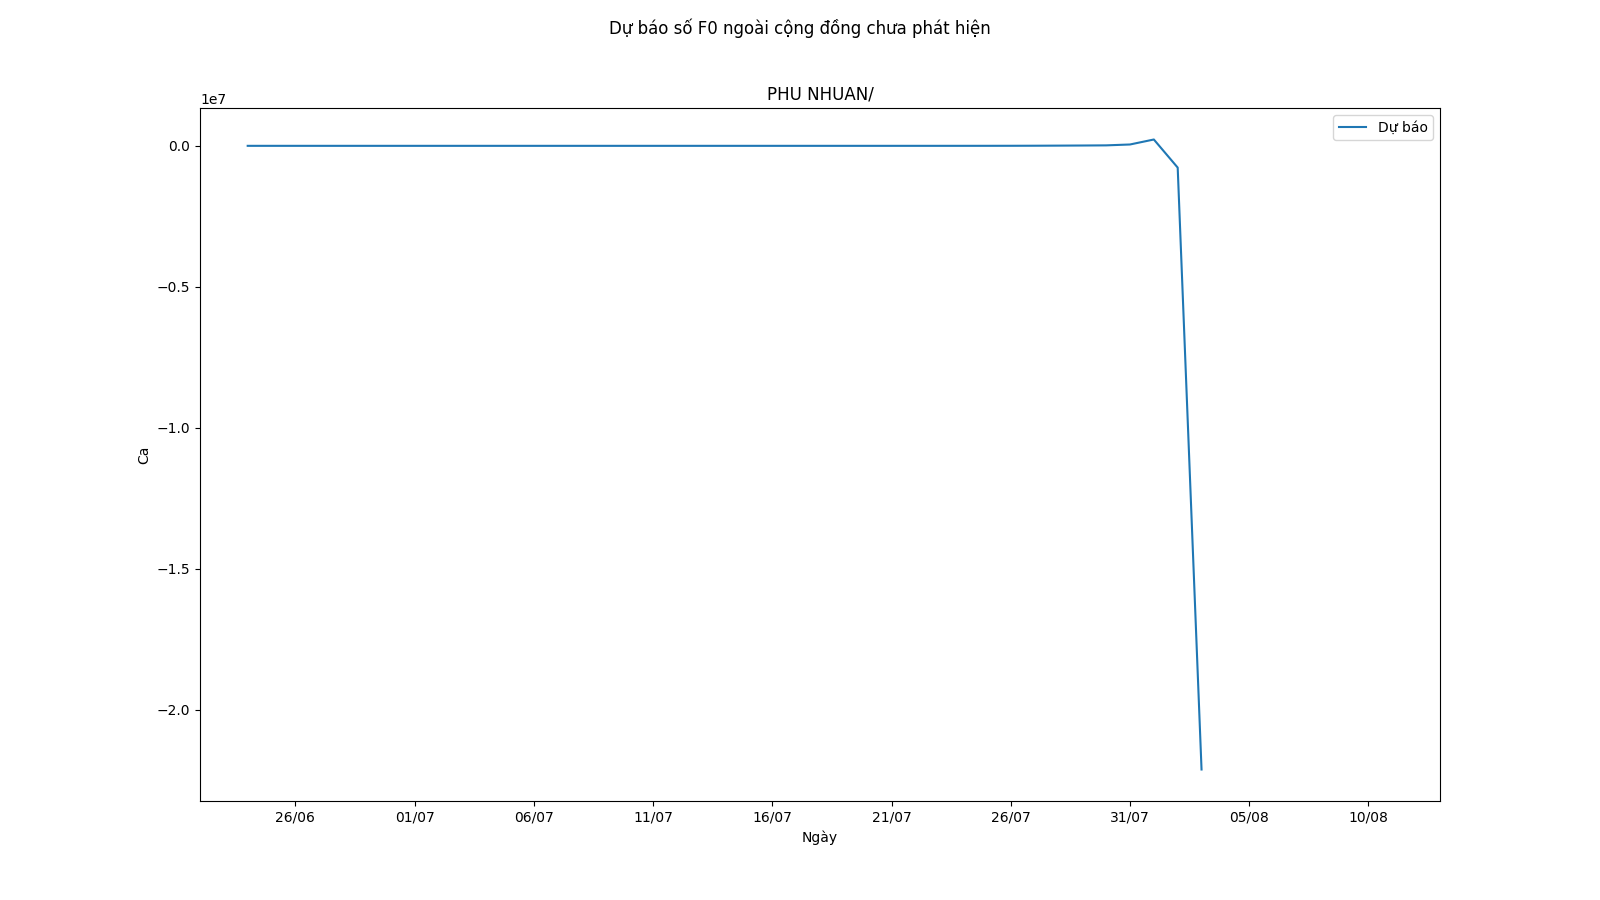 Dự báo số F0 ngoài cộng đồng chưa phát hiện
PHU NHUAN/
1e7
Dự báo
0.0
−0.5
−1.0
−1.5
−2.0
Ca
26/06 01/07 06/07 11/07 16/07 21/07 26/07 31/07 05/08 10/08
Ngày